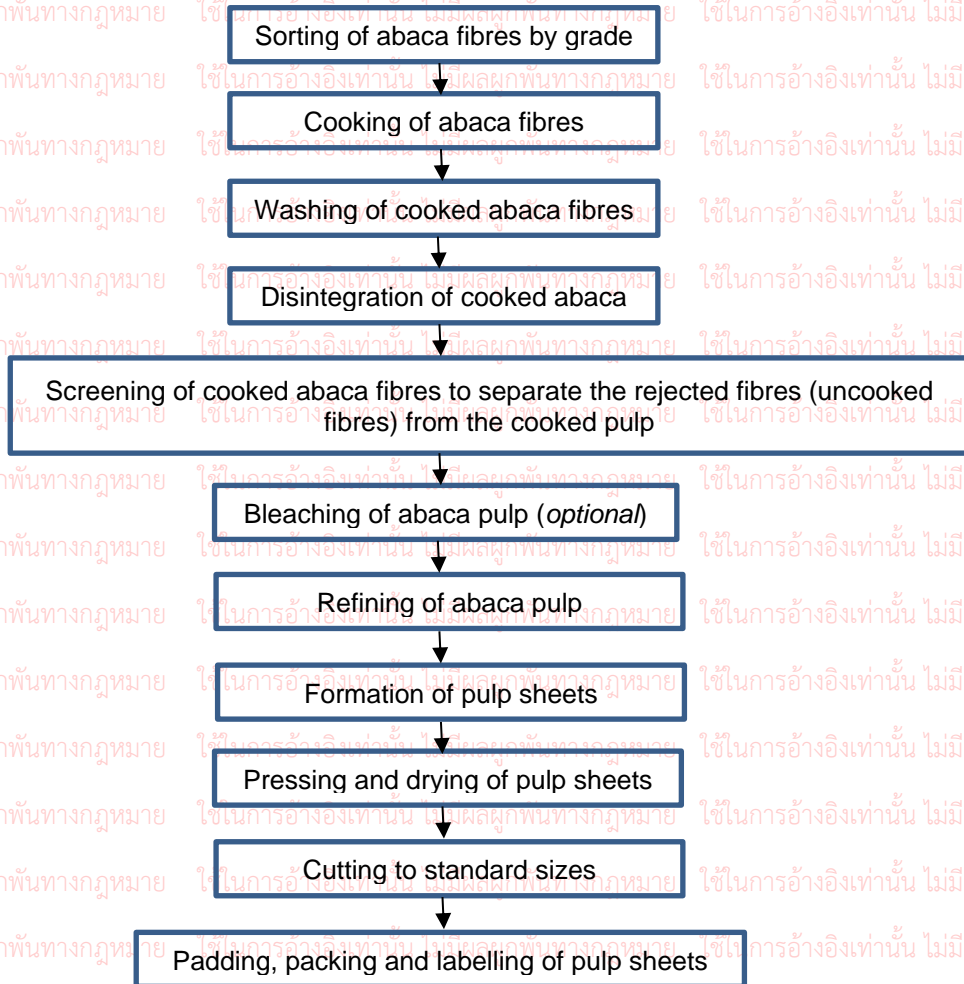 Sorting of abaca fibres by grade
Cooking of abaca fibres
Washing of cooked abaca fibres
Disintegration of cooked abaca
Screening of cooked abaca fibres to separate the rejected fibres (uncooked
fibres) from the cooked pulp
Bleaching of abaca pulp (optional)
Refining of abaca pulp
Formation of pulp sheets
Pressing and drying of pulp sheets
Cutting to standard sizes
Padding, packing and labelling of pulp sheets
ใช้ในการอ้างอิงเท่านั้น ไม่มีผลผูกพันทางกฎหมาย